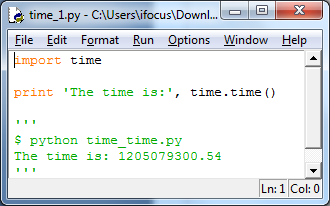 time_1.py - C:\Users\ifocus\Downl...
File Edit Format Run Options Window Help
import time
print 'The time is:', time.time()
'''
$ python time_time.py
The time is: 1205079300.54
'''
Ln: 1 Col: 0